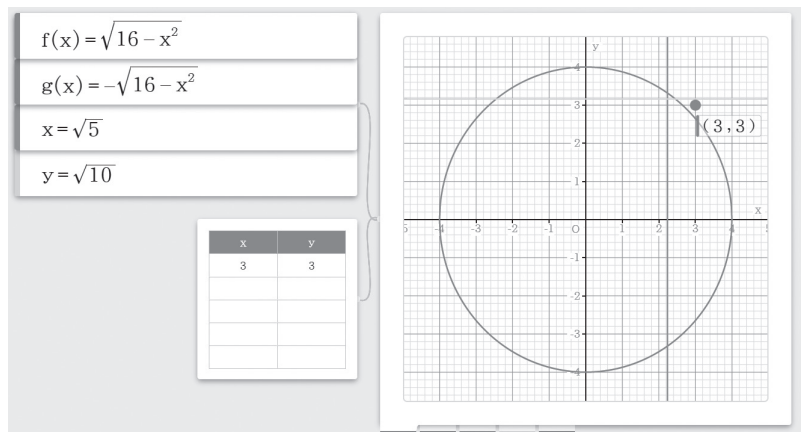 f(x) = √(16 – x²)
g(x) = –√(16 – x²)
x = √5
y = √10
x y
3 3
y
4
3
2
1
(3,3)
x
5 -4 -3 -2 -1 O 1 2 3 4
-1
-2
-3
-4